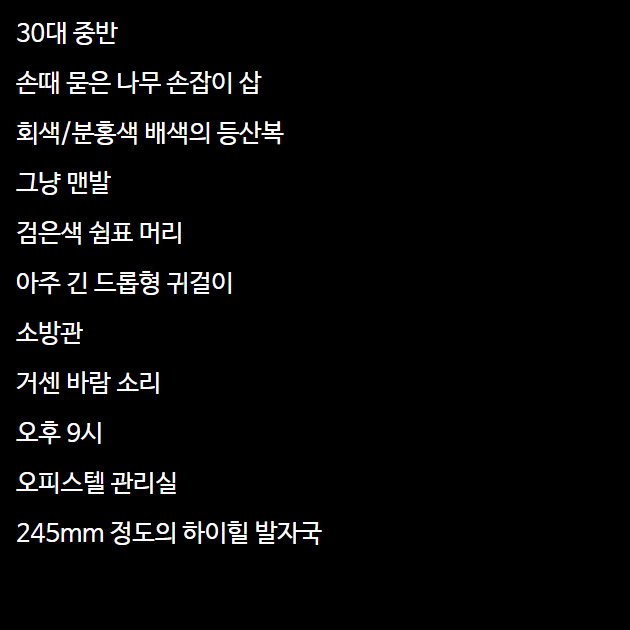 30대 중반
손때 묻은 나무 손잡이 삽
회색/분홍색 배색의 등산복
그냥 맨발
검은색 쉼표 머리
아주 긴 드롭형 귀걸이
소방관
거센 바람 소리
오후 9시
오피스텔 관리실
245mm 정도의 하이힐 발자국